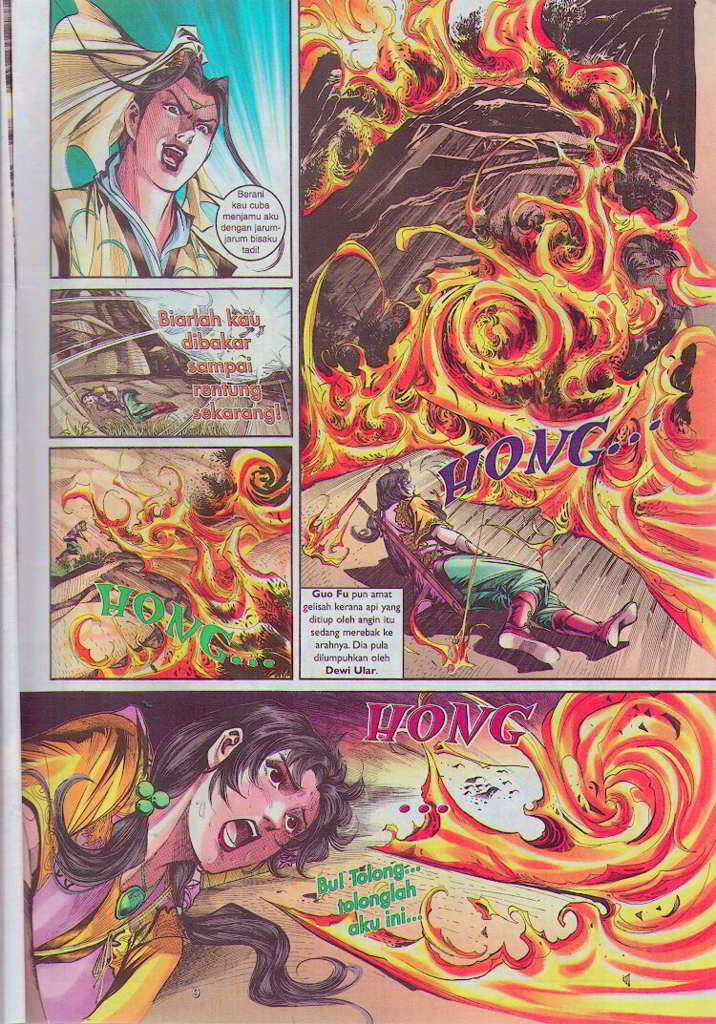 Berani
kau cuba
menjamu aku
dengan jarum-
jarum bisaku
tadi!
Biarlah kau
dibakar
sampai
rentung
sekarang!
HONG...
HONG...
Guo Fu pun amat
gelisah kerana api yang
ditiup oleh angin itu
sedang merebak ke
arahnya. Dia pula
dilumpuhkan oleh
Dewi Ular.
HONG
...
Bu! Tolong...
tolonglah
aku ini...
9